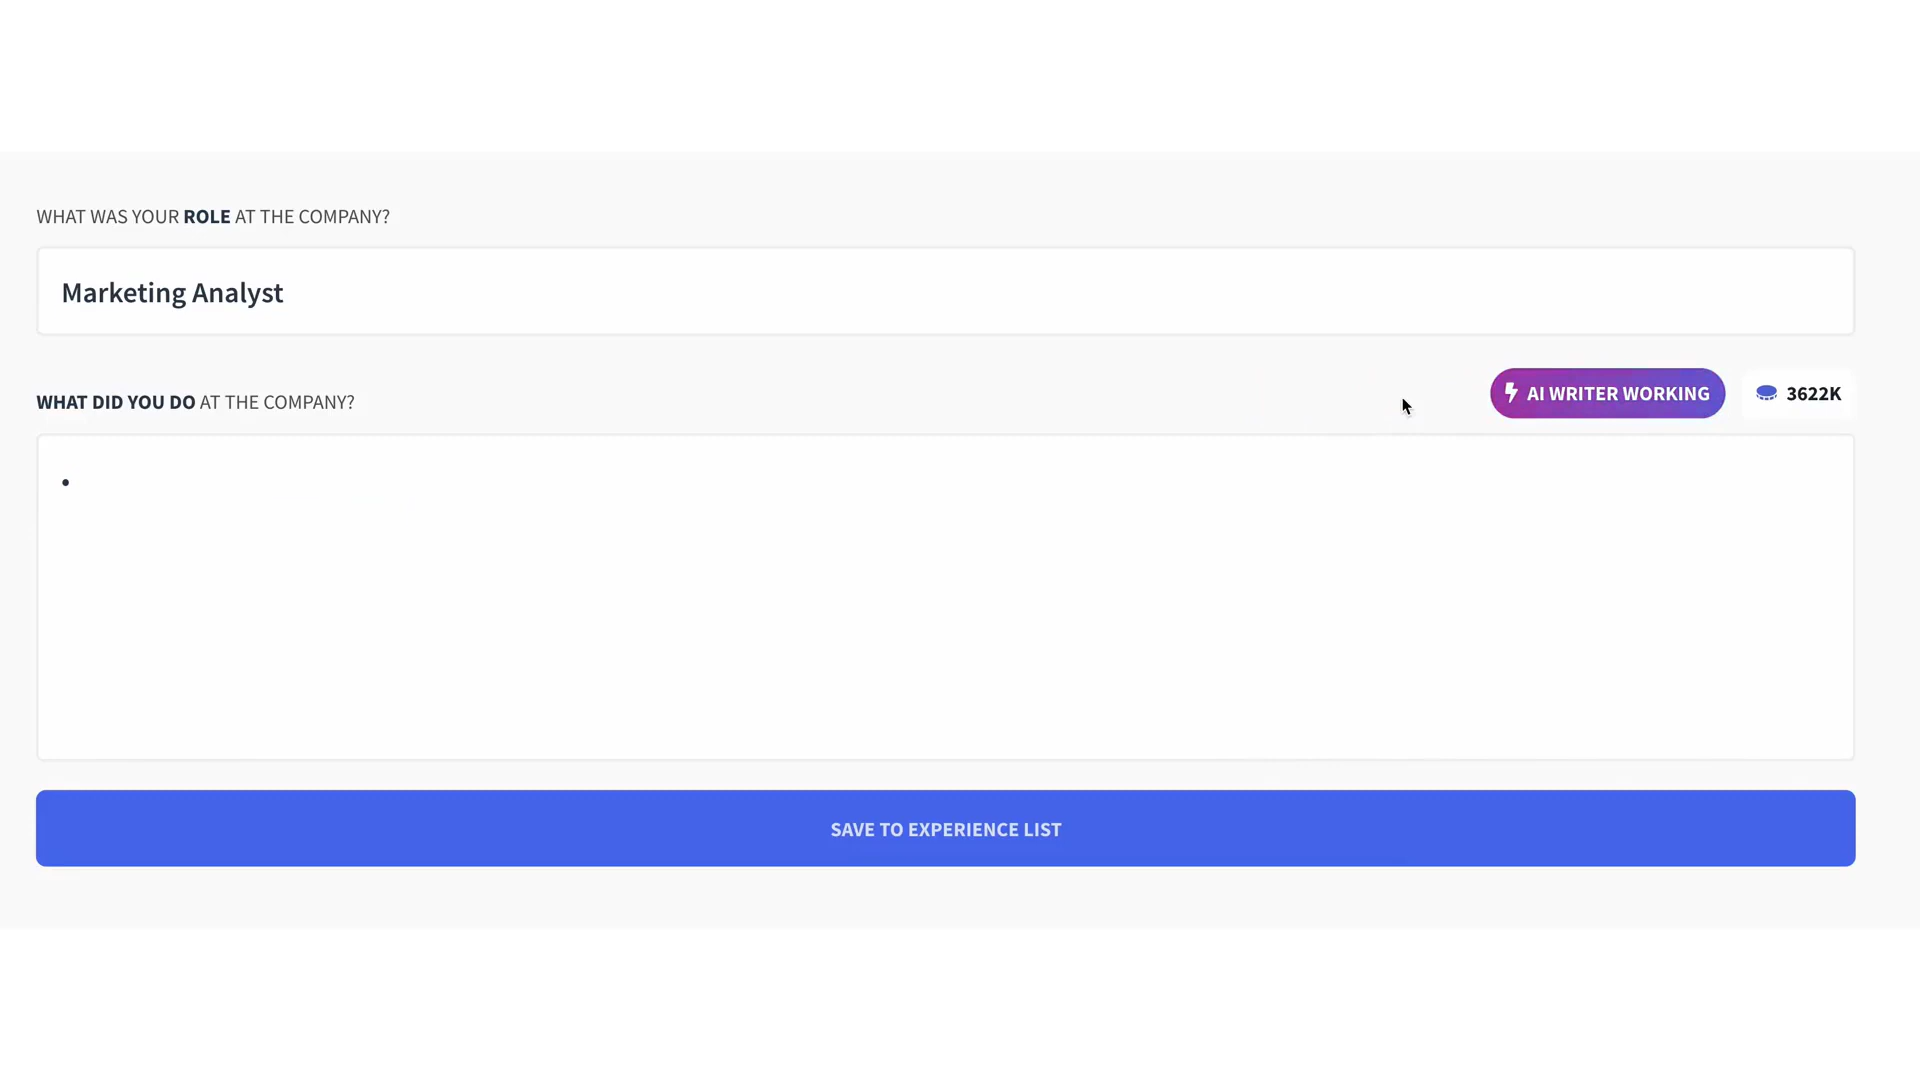 WHAT WAS YOUR ROLE AT THE COMPANY?
Marketing Analyst
WHAT DID YOU DO AT THE COMPANY?
AI WRITER WORKING
3622K
•
SAVE TO EXPERIENCE LIST